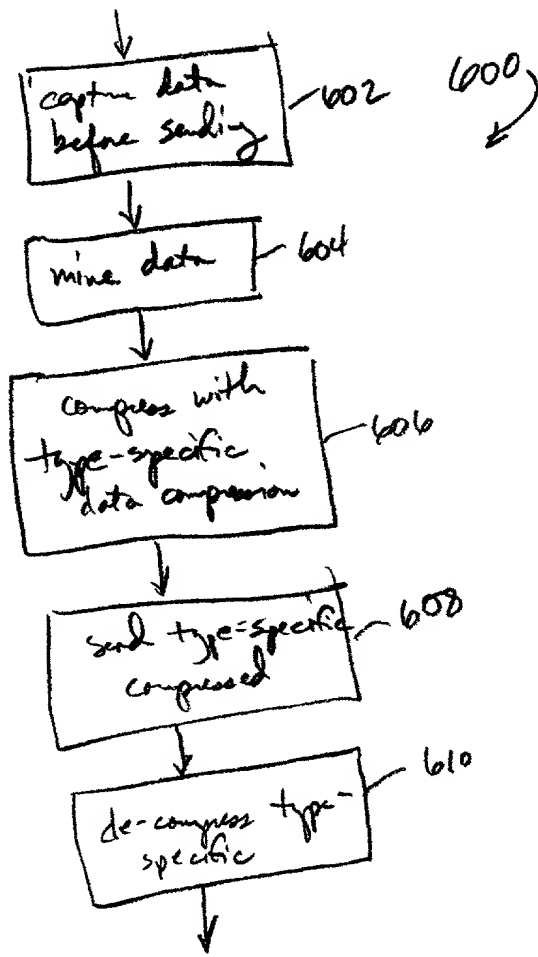 capture data
before sending
602
600
mine data
604
compress with
type-specific
data compression
606
send type=specific
compressed
608
de-compress type-
specific
610